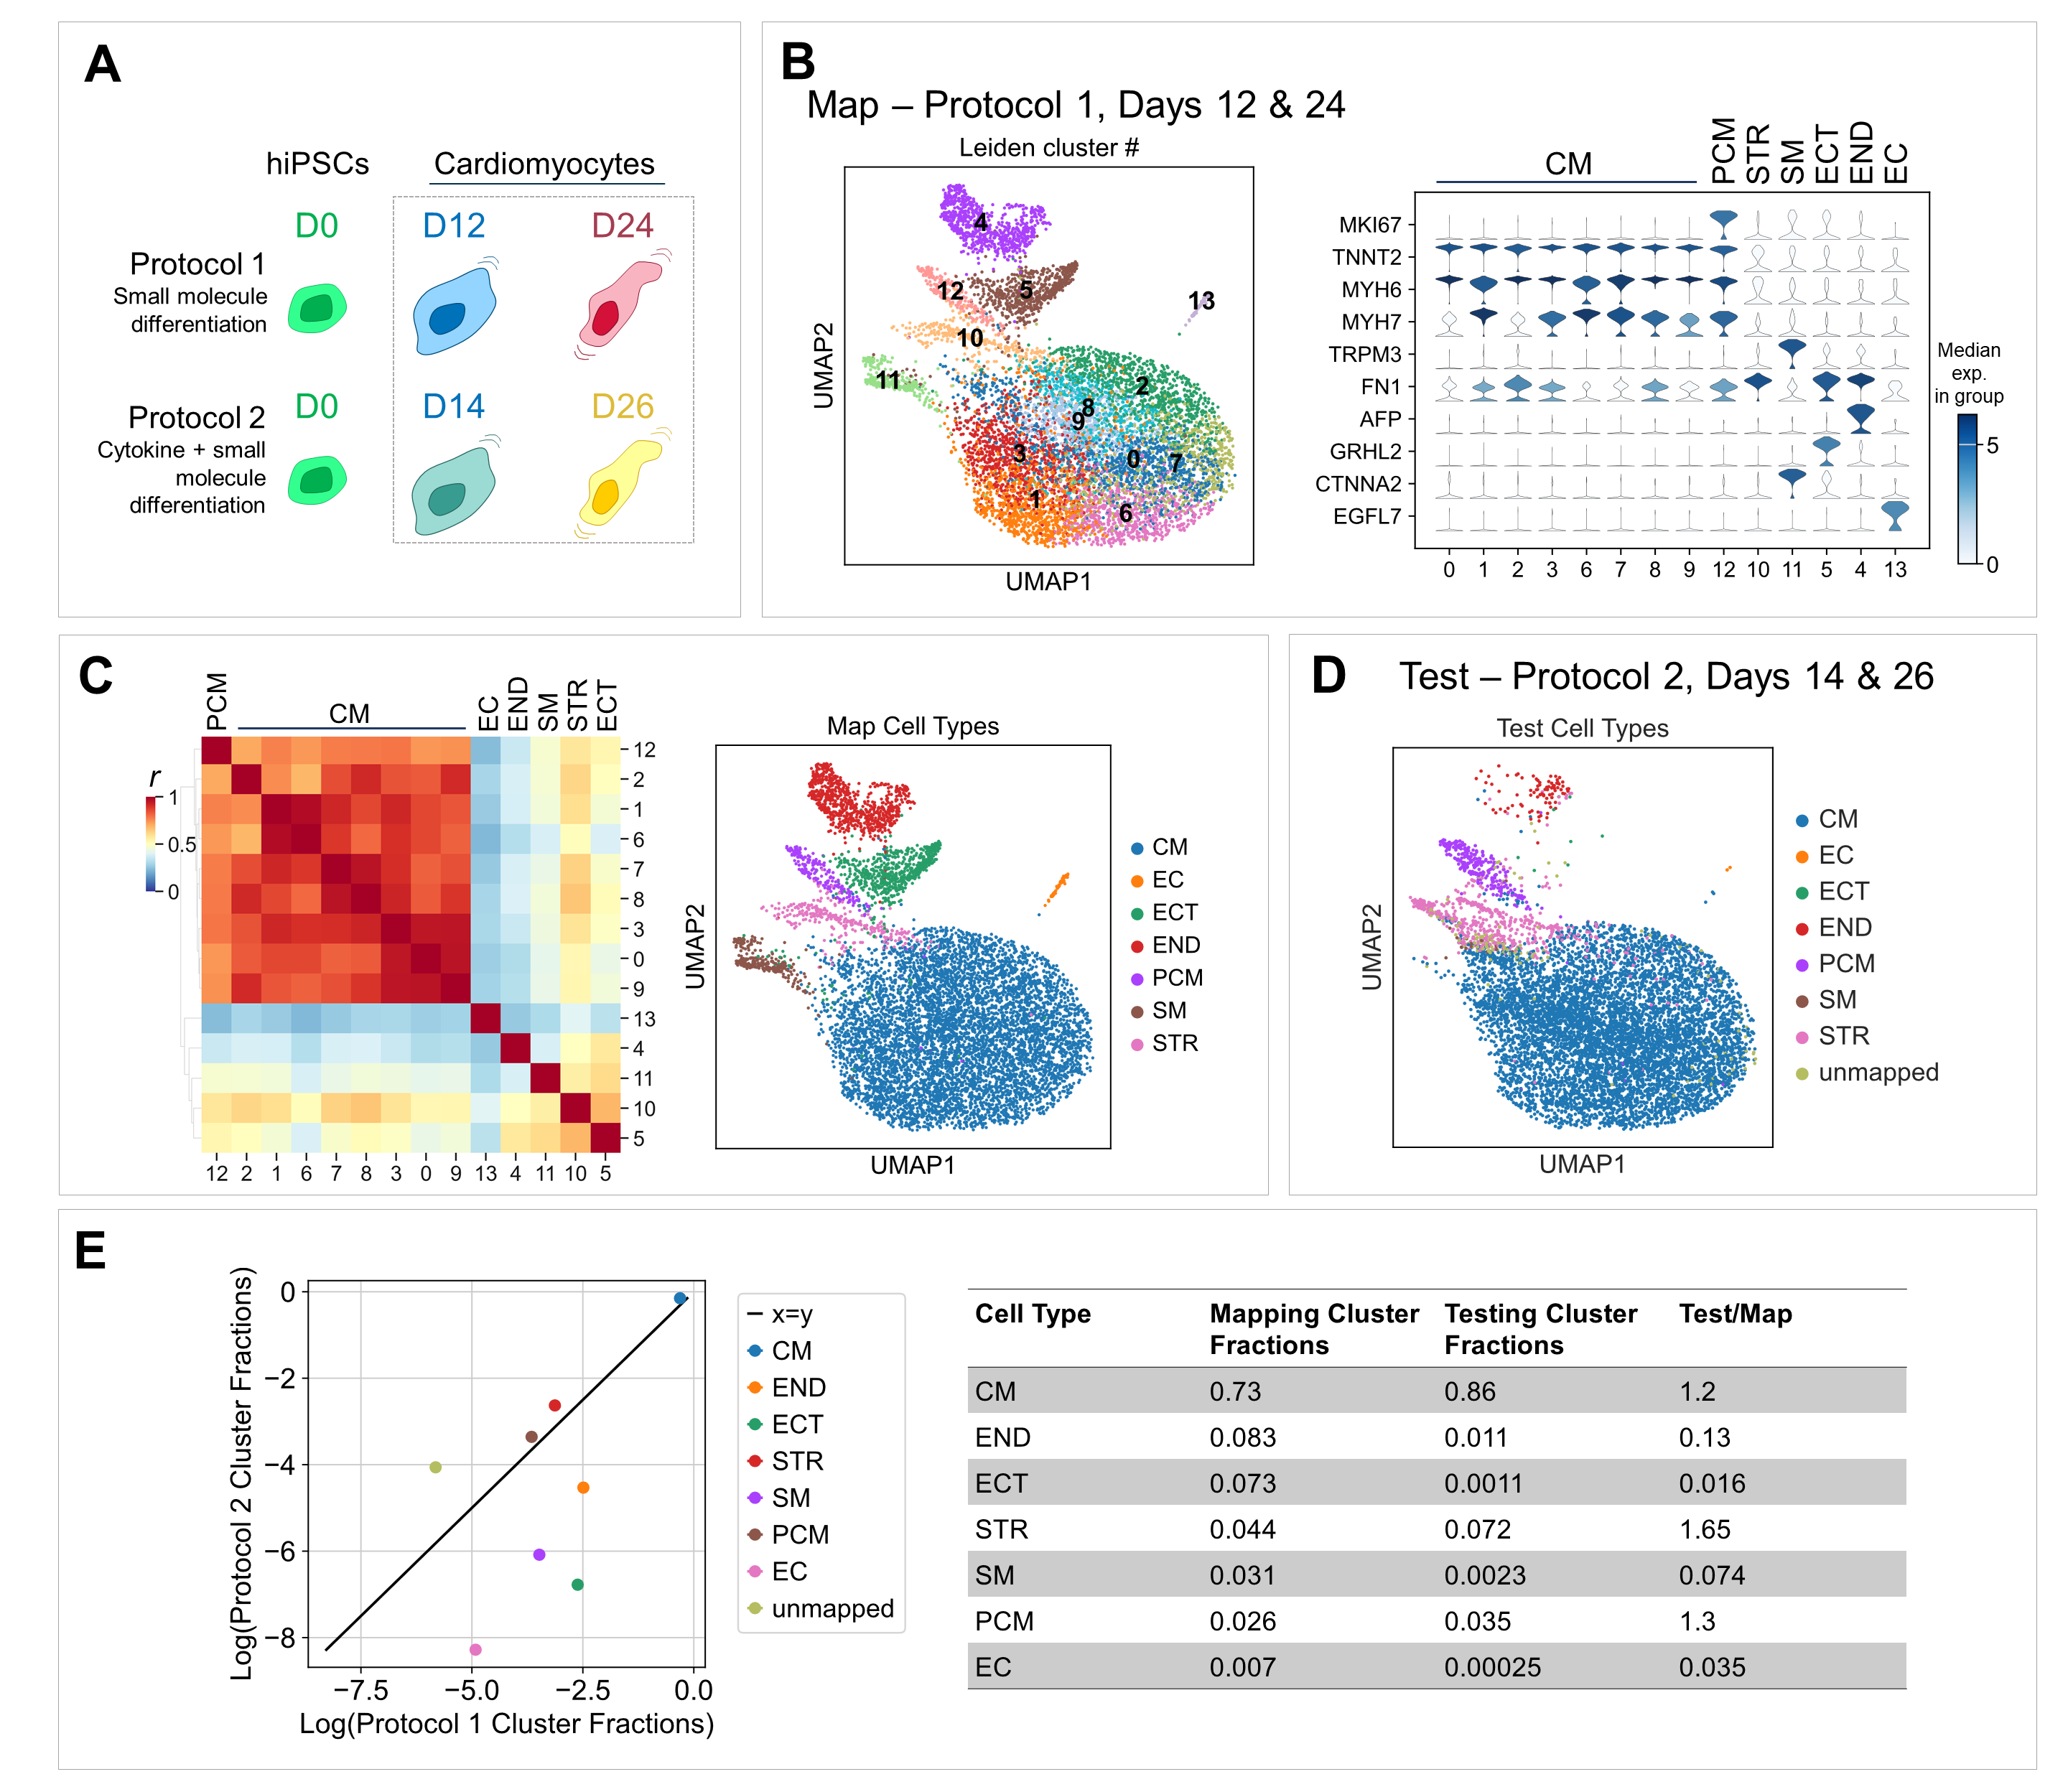 A
hiPSCs
Cardiomyocytes
D0
D12
D24
Protocol 1
Small molecule
differentiation
D0
D14
D26
Protocol 2
Cytokine + small
molecule
differentiation
B
Map – Protocol 1, Days 12 & 24
Leiden cluster #
4
12
5
13
10
11
2
8
9
3
0
7
1
6
UMAP2
UMAP1
CM
PCM
STR
SM
ECT
END
EC
MKI67
TNNT2
MYH6
MYH7
TRPM3
FN1
AFP
GRHL2
CTNNA2
EGFL7
0 1 2 3 6 7 8 9 12 10 11 5 4 13
Median
exp.
in group
5
0
C
PCM
CM
EC
END
SM
STR
ECT
r
1
0.5
0
12
2
1
6
7
8
3
0
9
13
4
11
10
5
12 2 1 6 7 8 3 0 9 13 4 11 10 5
Map Cell Types
UMAP2
UMAP1
CM
EC
ECT
END
PCM
SM
STR
D
Test – Protocol 2, Days 14 & 26
Test Cell Types
UMAP2
UMAP1
CM
EC
ECT
END
PCM
SM
STR
unmapped
E
Log(Protocol 2 Cluster Fractions)
0
−2
−4
−6
−8
−7.5 −5.0 −2.5 0.0
Log(Protocol 1 Cluster Fractions)
x=y
CM
END
ECT
STR
SM
PCM
EC
unmapped
Cell Type Mapping Cluster Testing Cluster Test/Map
Fractions Fractions
CM 0.73 0.86 1.2
END 0.083 0.011 0.13
ECT 0.073 0.0011 0.016
STR 0.044 0.072 1.65
SM 0.031 0.0023 0.074
PCM 0.026 0.035 1.3
EC 0.007 0.00025 0.035